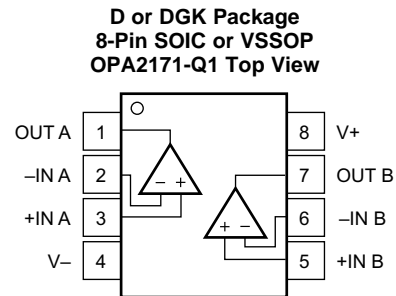 D or DGK Package
8-Pin SOIC or VSSOP
OPA2171-Q1 Top View
OUT A 1 8 V+
–IN A 2 7 OUT B
– +
+IN A 3 6 –IN B
+ –
V– 4 5 +IN B